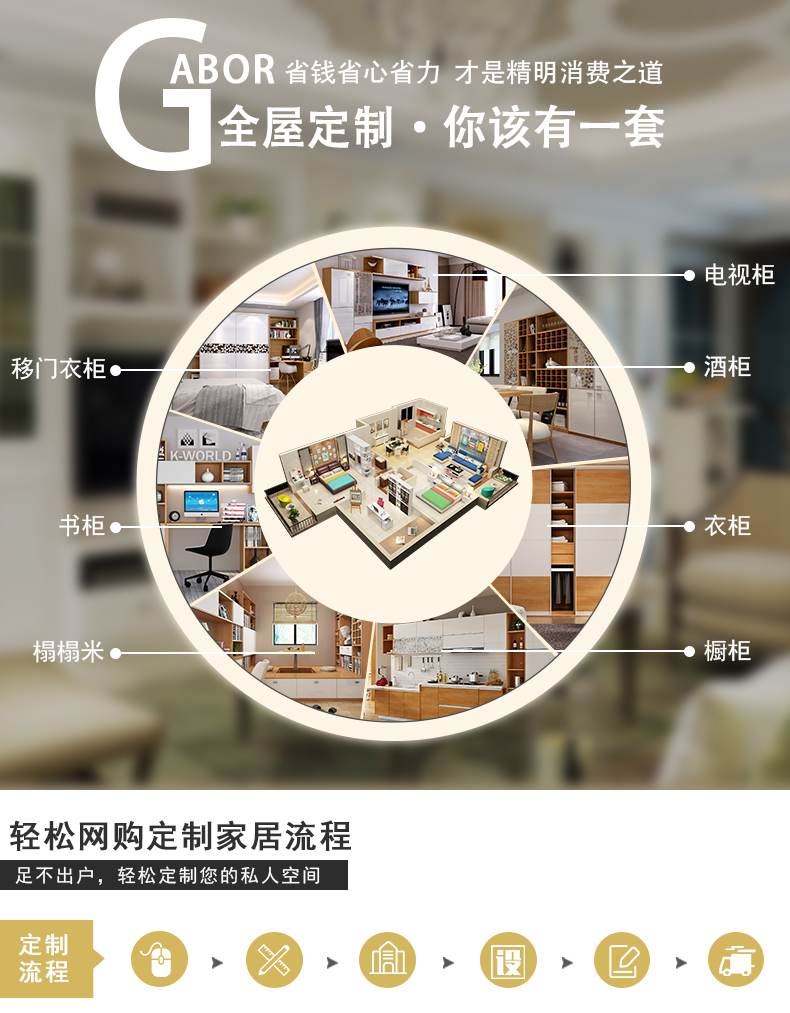 GABOR 省钱省心省力 才是精明消费之道
全屋定制·你该有一套
电视柜
移门衣柜
酒柜
K-WORLD
书柜
衣柜
榻榻米
橱柜
轻松网购定制家居流程
足不出户，轻松定制您的私人空间
定制
流程
设